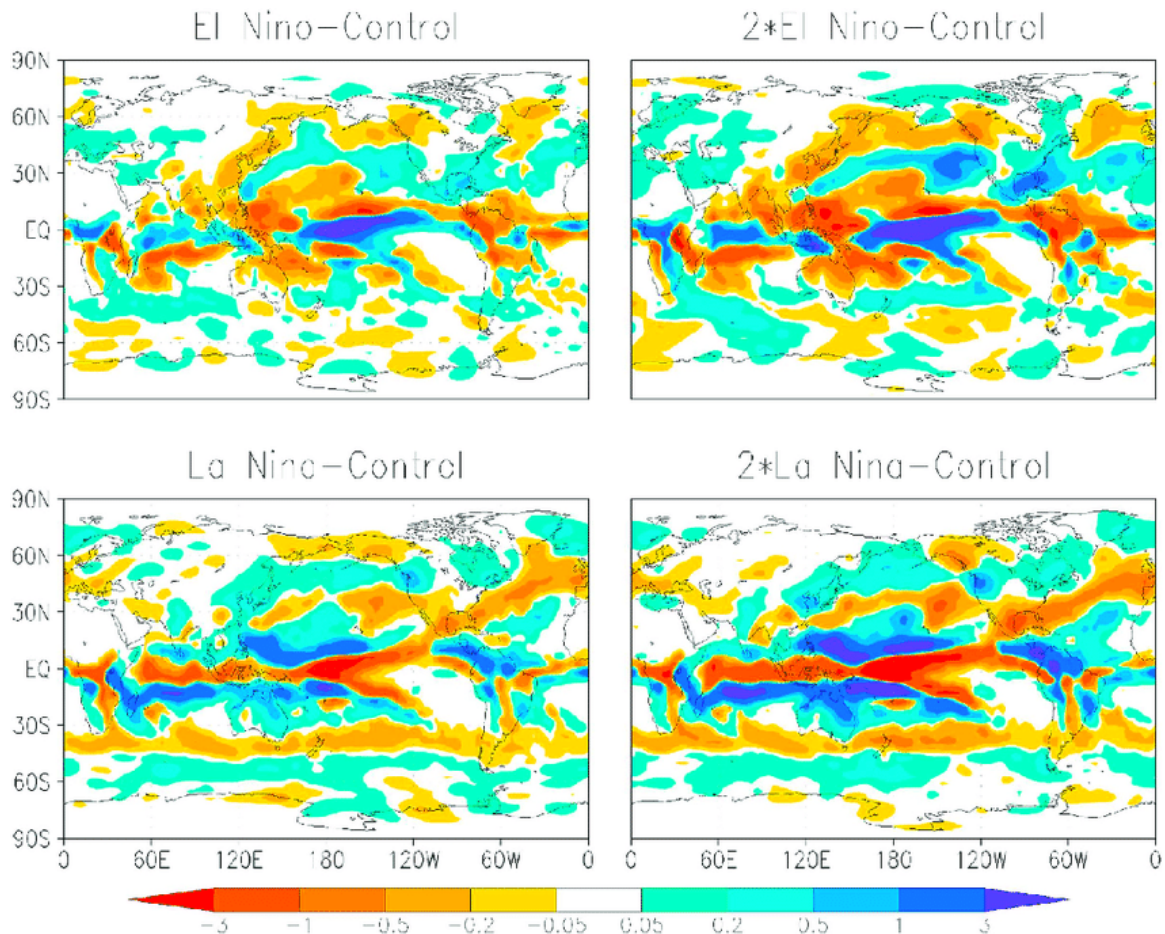 El Nino-Control 2*El Nino-Control
90N
60N
30N
EQ
30S
60S
90S
La Nina-Control 2*La Nina-Control
90N
60N
30N
EQ
30S
60S
90S
0 60E 120E 180 120W 60W 0 60E 120E 180 120W 60W 0
-3 -1 -0.5 -0.2 -0.05 0.05 0.2 0.5 1 3